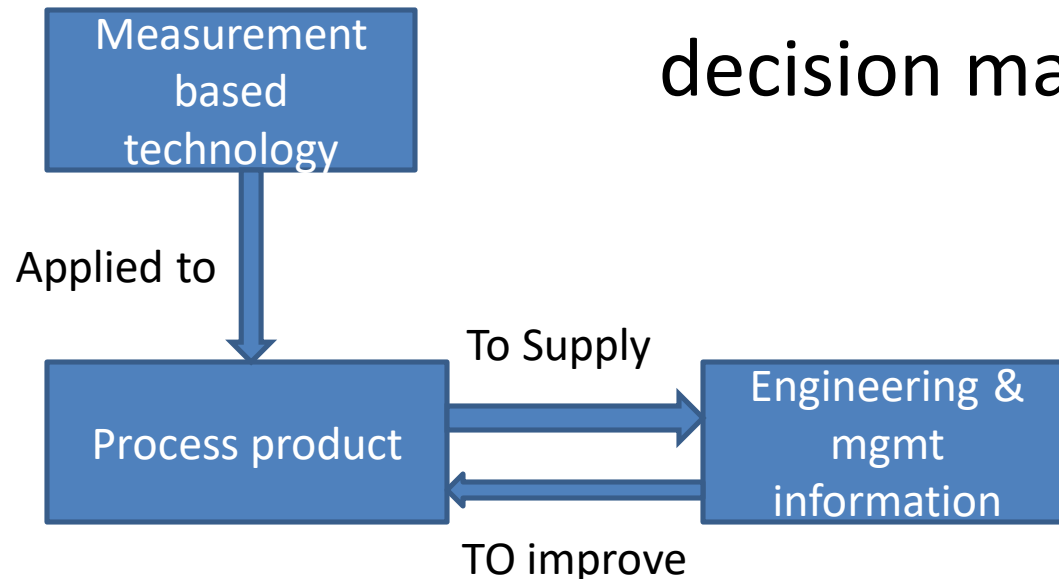 Measurement
based
technology
decision ma
Applied to
To Supply
Process product
Engineering &
mgmt
information
TO improve